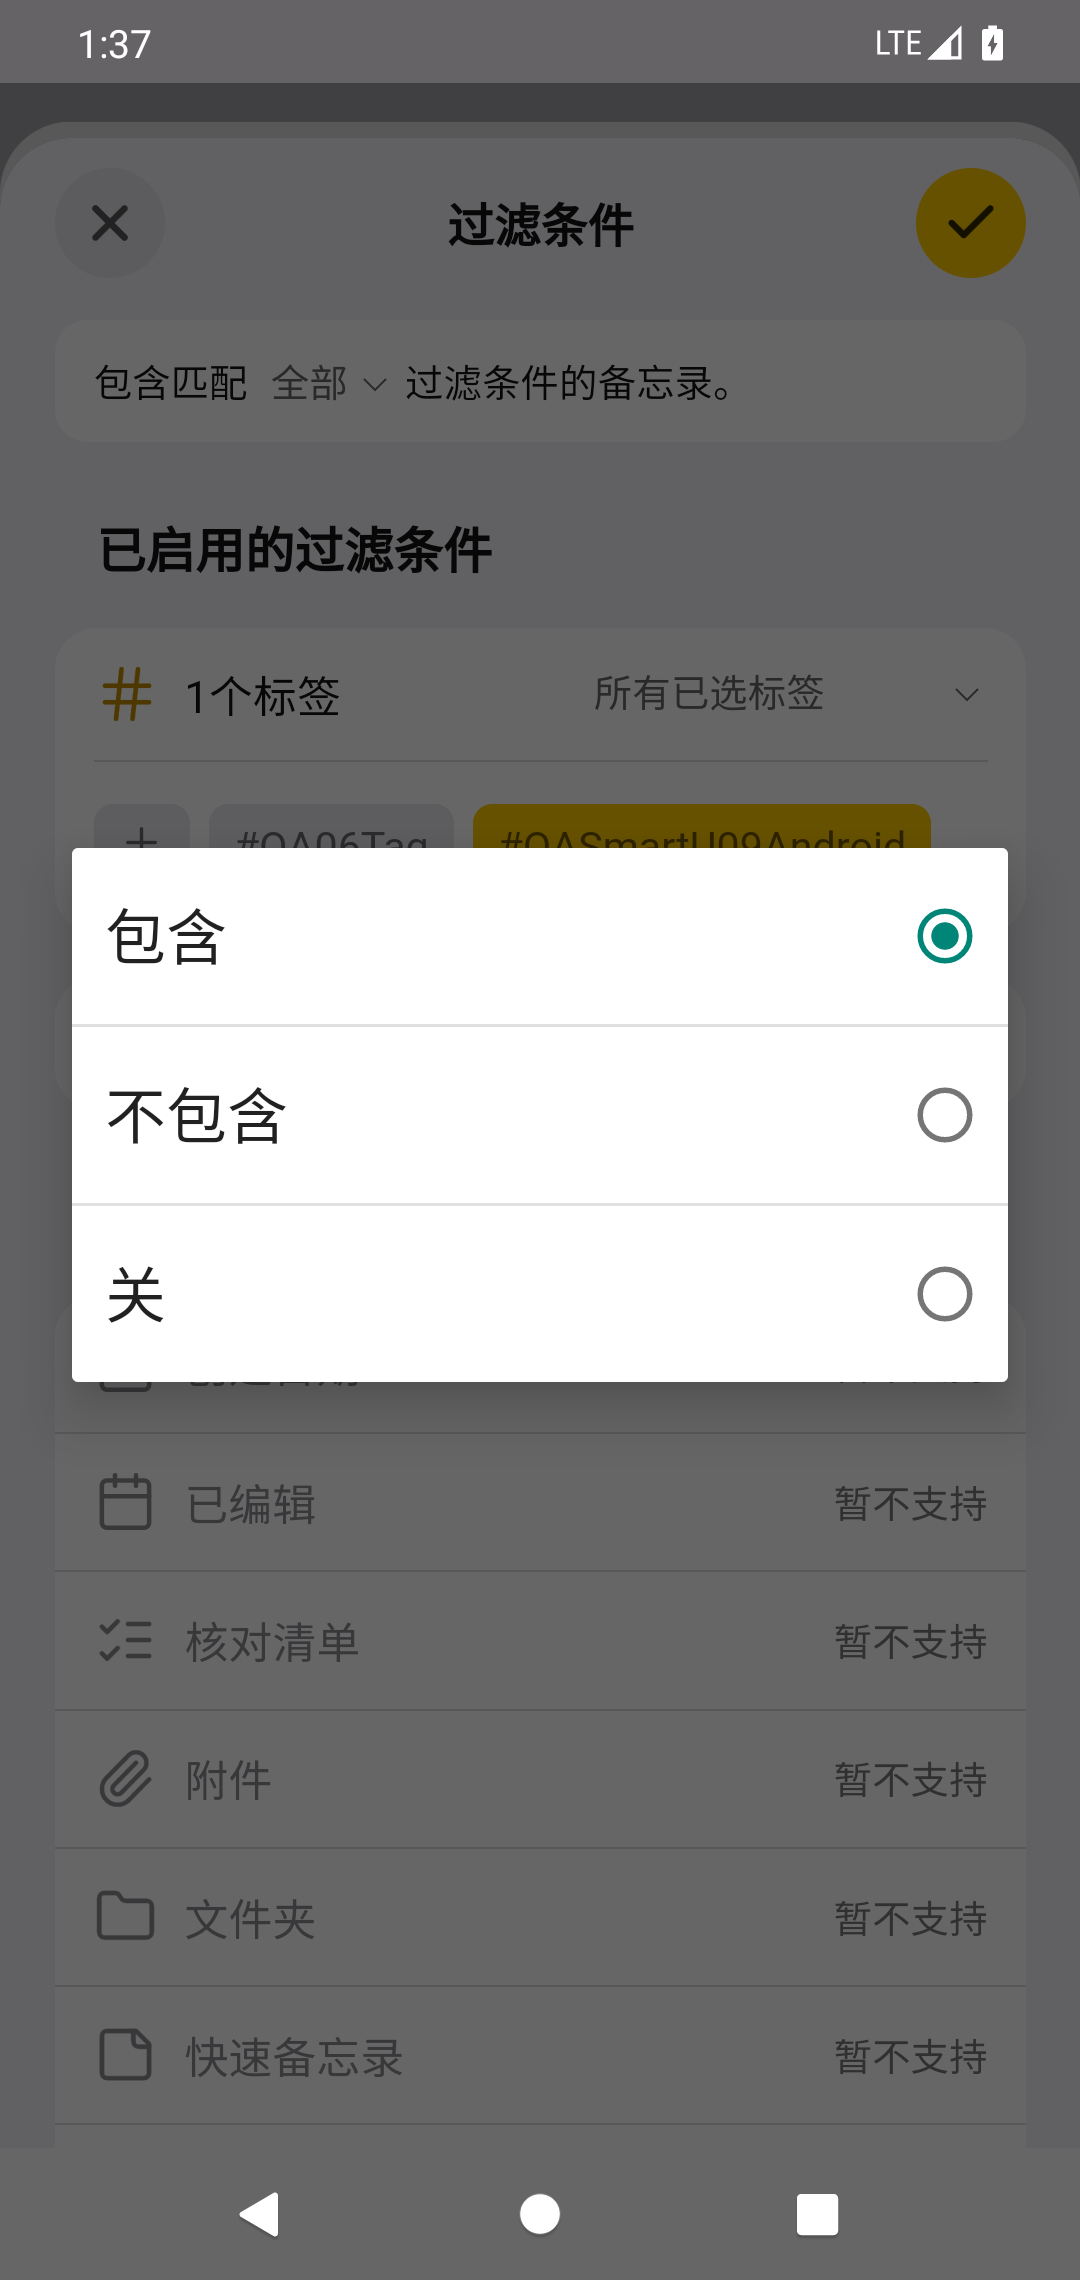 1:37
LTE
过滤条件
包含匹配 全部 过滤条件的备忘录。
已启用的过滤条件
1个标签
所有已选标签
#QA06Tag
#QASmartU09Android
包含
不包含
关
已编辑
暂不支持
核对清单
暂不支持
附件
暂不支持
文件夹
暂不支持
快速备忘录
暂不支持